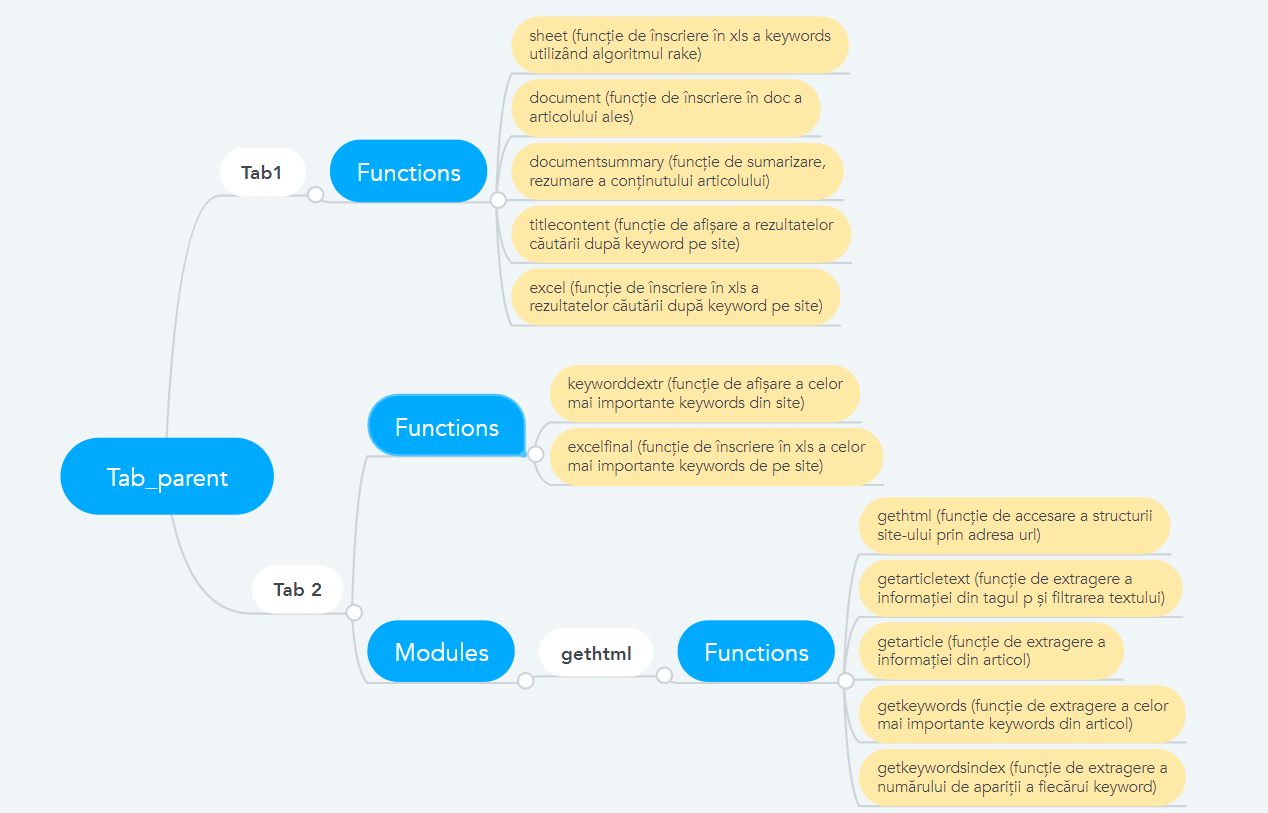 sheet (funcție de înscriere în xls a keywords
utilizând algoritmul rake)
document (funcție de înscriere în doc a
articolului ales)
documentsummary (funcție de sumarizare,
rezumare a conținutului articolului)
titlecontent (funcție de afișare a rezultatelor
căutării după keyword pe site)
excel (funcție de înscriere în xls a
rezultatelor căutării după keyword pe site)
Tab1
Functions
keyworddextr (funcție de afișare a celor
mai importante keywords din site)
excelfinal (funcție de înscriere în xls a celor
mai importante keywords de pe site)
Functions
Tab_parent
Tab 2
Modules
gethtml
Functions
gethtml (funcție de accesare a structurii
site-ului prin adresa url)
getarticletext (funcție de extragere a
informației din tagul p și filtrarea textului)
getarticle (funcție de extragere a
informației din articol)
getkeywords (funcție de extragere a celor
mai importante keywords din articol)
getkeywordsindex (funcție de extragere a
numărului de apariții a fiecărui keyword)